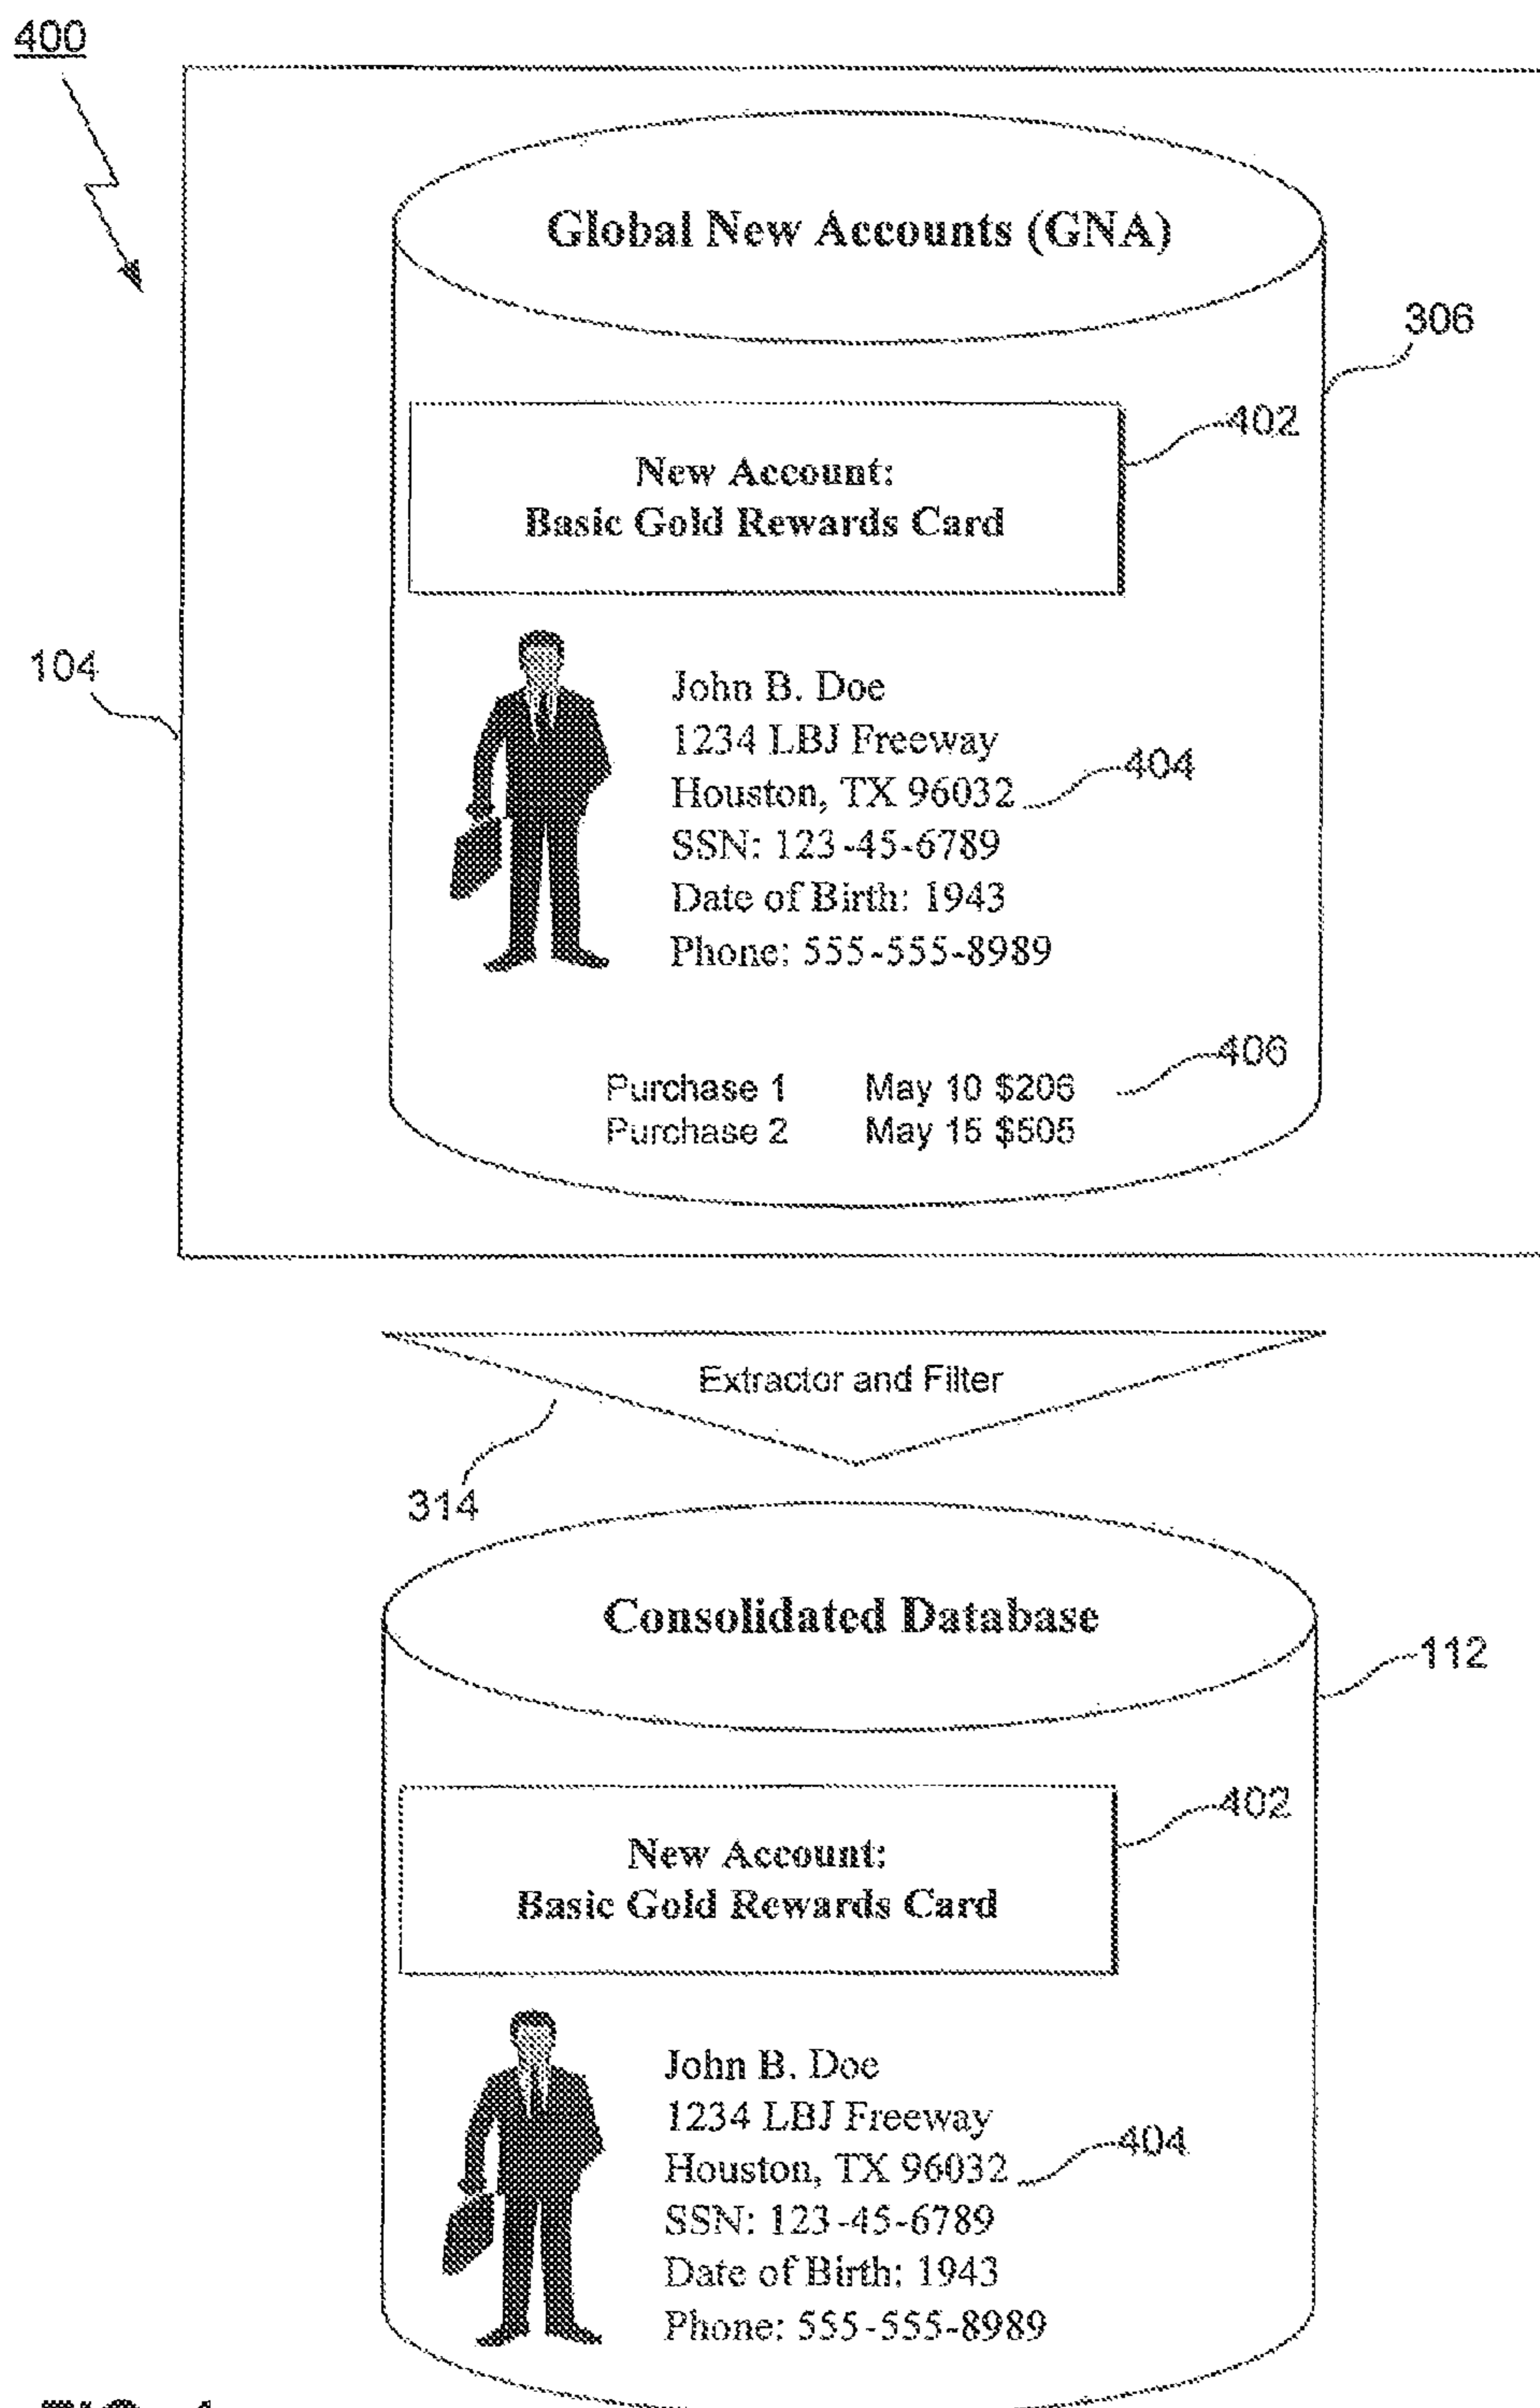 400
Global New Accounts (GNA)
306
402
New Account:
Basic Gold Rewards Card
104
John B. Doe
1234 LBJ Freeway
404
Houston, TX 96032
SSN: 123-45-6789
Date of Birth: 1943
Phone: 555-555-8989
406
Purchase 1 May 10 $206
Purchase 2 May 15 $505
Extractor and Filter
314
Consolidated Database
112
402
New Account:
Basic Gold Rewards Card
John B. Doe
1234 LBJ Freeway
404
Houston, TX 96032
SSN: 123-45-6789
Date of Birth: 1943
Phone: 555-555-8989